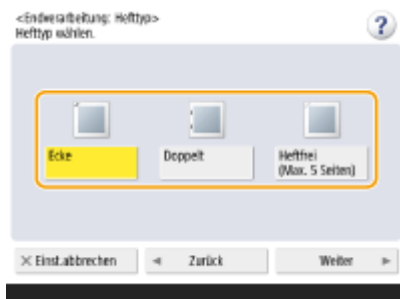 <Endverarbeitung: Hefttyp>
Hefttyp wählen.
?
Ecke
Doppelt
Heftfrei
(Max. 5 Seiten)
× Einst.abbrechen
◄ Zurück
Weiter ►